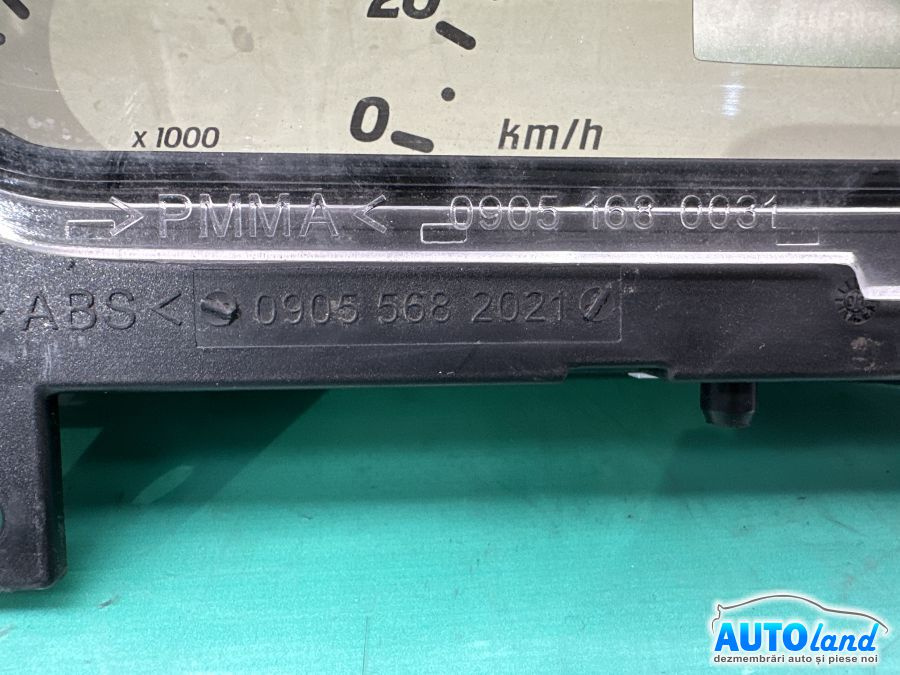 20
0
x 1000
km/h
>PMMA<
0905 168 0031
>ABS<
0905 568 2021
AUTOland
dezmembrări auto și piese noi